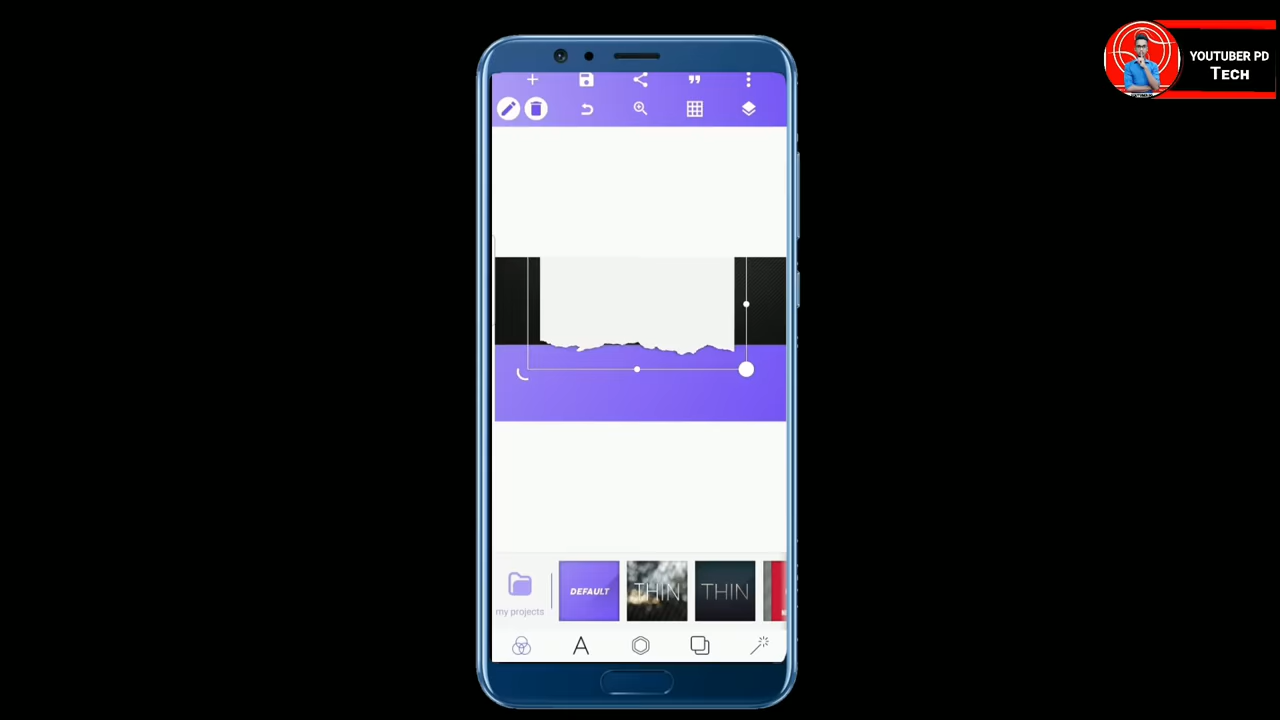 YOUTUBER PD
TECH
my projects
DEFAULT
THIN
THIN